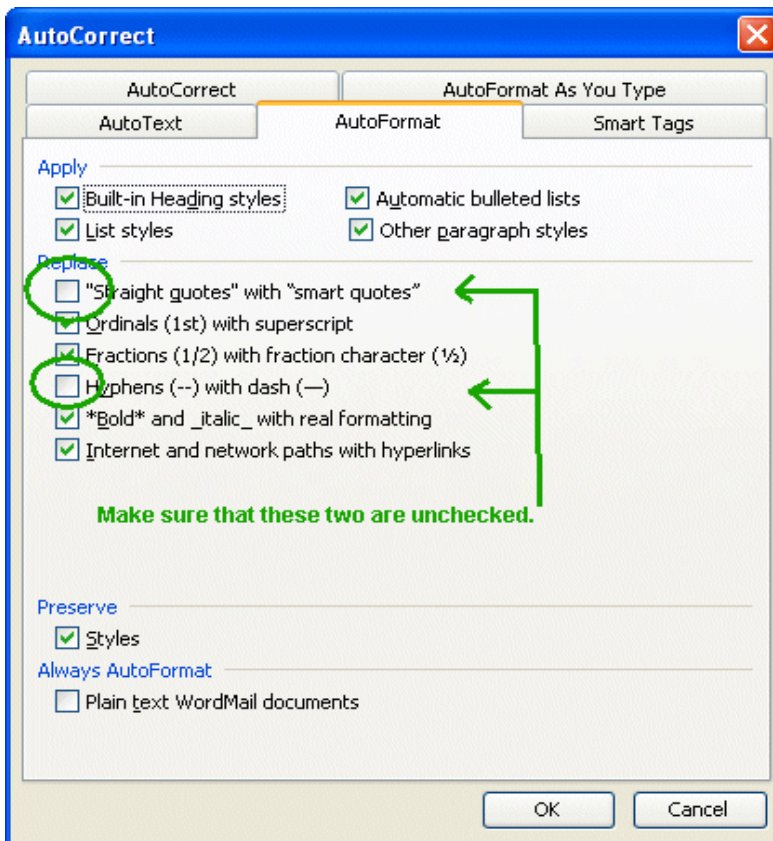 AutoCorrect
AutoCorrect AutoFormat As You Type
AutoText AutoFormat Smart Tags
Apply
Built-in Heading styles Automatic bulleted lists
List styles Other paragraph styles
Replace
"Straight quotes" with “smart quotes”
Ordinals (1st) with superscript
Fractions (1/2) with fraction character (½)
Hyphens (--) with dash (—)
*Bold* and _italic_ with real formatting
Internet and network paths with hyperlinks
Make sure that these two are unchecked.
Preserve
Styles
Always AutoFormat
Plain text WordMail documents
OK Cancel